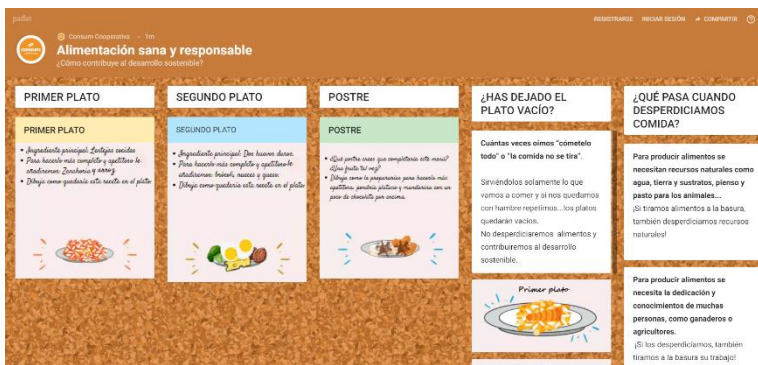 padlet
REGISTRARSE INICIAR SESIÓN COMPARTIR
Consum Cooperativa • 1m
Alimentación sana y responsable
¿Cómo contribuye al desarrollo sostenible?
PRIMER PLATO
PRIMER PLATO
• Ingrediente principal: Lentejas cocidas
• Para hacerlo más completo y apetitoso le
añadiremos: Zanahoria y arroz
• Dibuja como quedaría esta receta en el plato
SEGUNDO PLATO
SEGUNDO PLATO
• Ingrediente principal: Dos huevos duros.
• Para hacerlo más completo y apetitoso le
añadiremos: brócoli, nueces y queso.
• Dibuja como quedaría esta receta en el plato
POSTRE
POSTRE
• ¿Qué postre crees que completaría este menú?
¿Qué fruta tal vez?
• Dibuja como lo prepararías para hacerlo más
apetitoso, pondría plátano y mandarina con un
poco de chocolate por encima.
¿HAS DEJADO EL
PLATO VACÍO?
Cuántas veces oimos "cómetelo
todo" o "la comida no se tira".
Sirviéndolos solamente lo que
vamos a comer y si nos quedamos
con hambre repetimos...los platos
quedarán vacíos.
No desperdiciaremos alimentos y
contribuiremos al desarrollo
sostenible.
Primer plato
¿QUÉ PASA CUANDO
DESPERDICIAMOS
COMIDA?
Para producir alimentos se
necesitan recursos naturales como
agua, tierra y sustratos, pienso y
pasto para los animales...
¡Si tiramos alimentos a la basura,
también desperdiciamos recursos
naturales!
Para producir alimentos se
necesita la dedicación y
conocimientos de muchas
personas, como ganaderos o
agricultores.
¡Si los desperdiciamos, también
tiramos a la basura su trabajo!